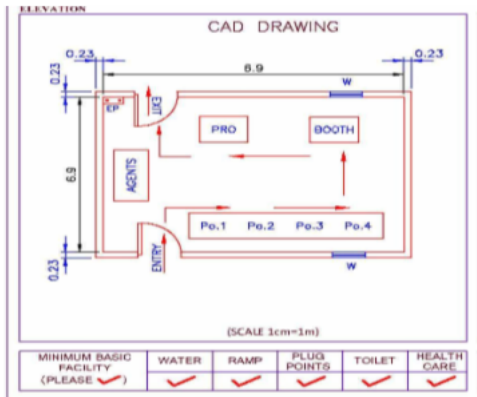 ELEVATION
CAD DRAWING
0.23
0.23
6.9
0.23
W
EP
EXIT
PRO
BOOTH
AGENTS
6.9
Po.1 Po.2 Po.3 Po.4
ENTRY
0.23
W
(SCALE 1cm=1m)
MINIMUM BASIC
FACILITY
(PLEASE ✓)
WATER
RAMP
PLUG
POINTS
TOILET
HEALTH
CARE
✓ ✓ ✓ ✓ ✓